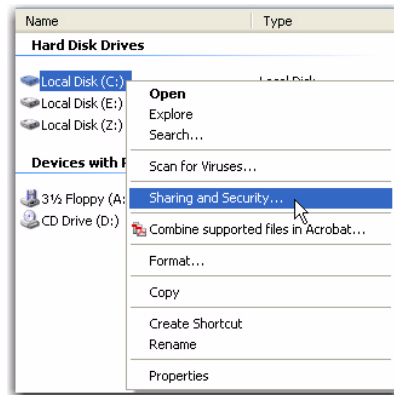 Name Type
Hard Disk Drives
Local Disk (C:) Local Disk
Local Disk (E:)
Local Disk (Z:)
Devices with
3½ Floppy (A:
CD Drive (D:)
Open
Explore
Search...
Scan for Viruses...
Sharing and Security...
Combine supported files in Acrobat...
Format...
Copy
Create Shortcut
Rename
Properties